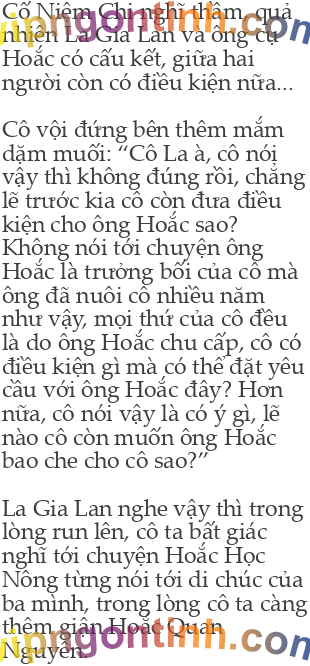 Cố Niệm Chi nghĩ thầm, quả
nhiên La Gia Lan và ông cụ
Hoắc có cấu kết, giữa hai
người còn có điều kiện nữa...
Cô vội đứng bên thêm mắm
dặm muối: “Cô La à, cô nói
vậy thì không đúng rồi, chẳng
lẽ trước kia cô còn đưa điều
kiện cho ông Hoắc sao?
Không nói tới chuyện ông
Hoắc là trưởng bối của cô mà
ông đã nuôi cô nhiều năm
như vậy, mọi thứ của cô đều
là do ông Hoắc chu cấp, cô có
điều kiện gì mà có thể đặt yêu
cầu với ông Hoắc đây? Hơn
nữa, cô nói vậy là có ý gì, lẽ
nào cô còn muốn ông Hoắc
bao che cho cô sao?”
La Gia Lan nghe vậy thì trong
lòng run lên, cô ta bất giác
nghĩ tới chuyện Hoắc Học
Nông từng nói tới di chúc của
ba mình, trong lòng cô ta càng
thêm giận Hoắc Quan
Nguyên.
vipngontinh.com
vipngontinh.com